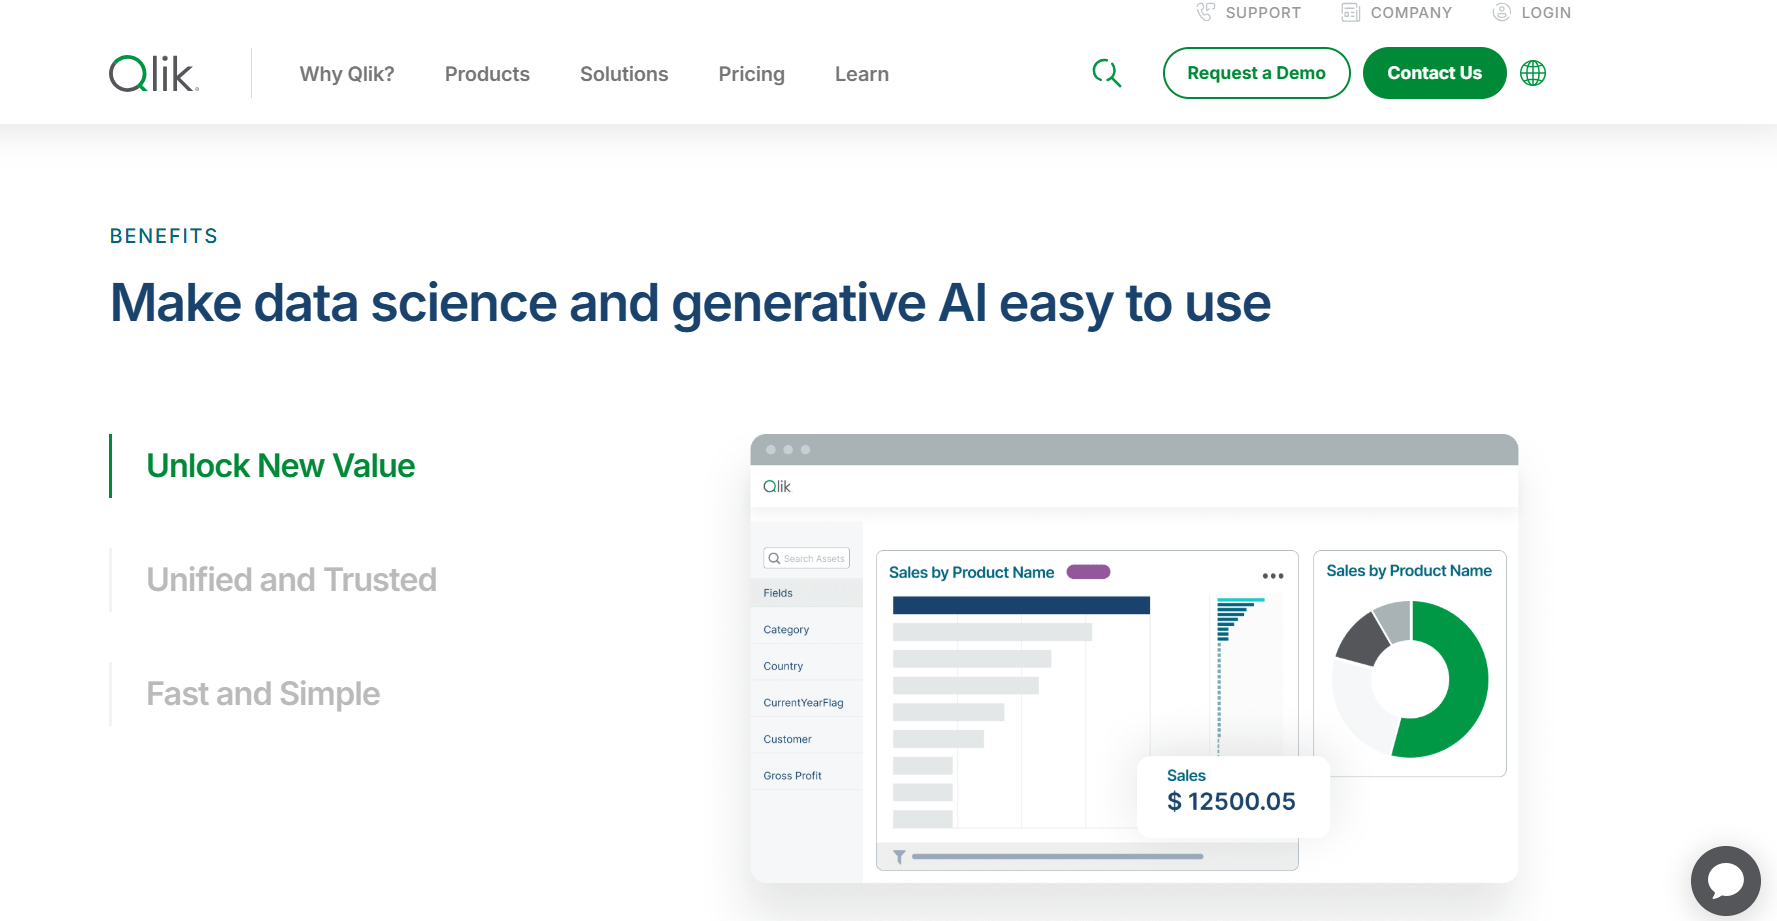 SUPPORT COMPANY LOGIN
Qlik
Why Qlik? Products Solutions Pricing Learn Request a Demo Contact Us
BENEFITS
Make data science and generative AI easy to use
Unlock New Value
Unified and Trusted
Fast and Simple
Qlik
Search Assets
Fields
Category
Country
CurrentYearFlag
Customer
Gross Profit
Sales by Product Name
Sales by Product Name
Sales
$ 12500.05